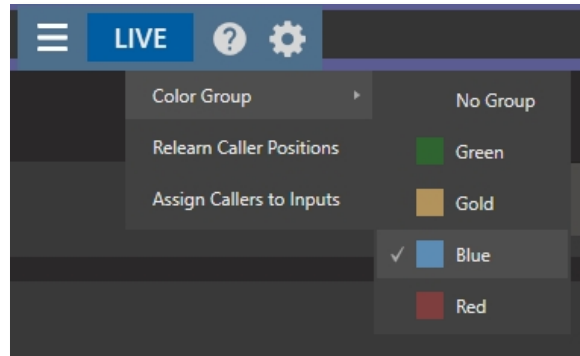 LIVE
Color Group
Relearn Caller Positions
Assign Callers to Inputs
No Group
Green
Gold
Blue
Red